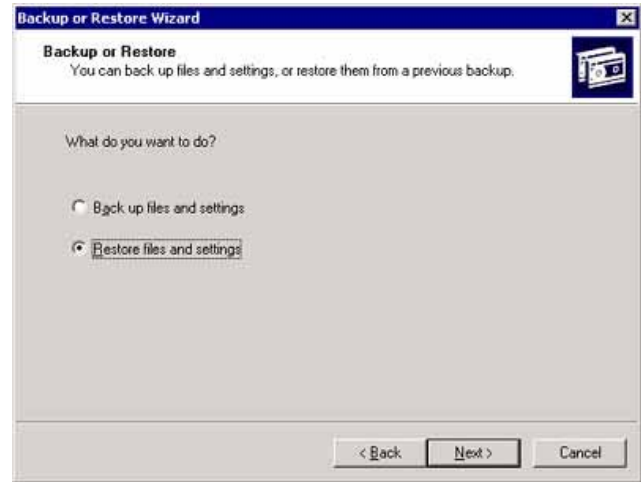 Backup or Restore Wizard
Backup or Restore
You can back up files and settings, or restore them from a previous backup.
What do you want to do?
Back up files and settings
Restore files and settings
< Back Next > Cancel